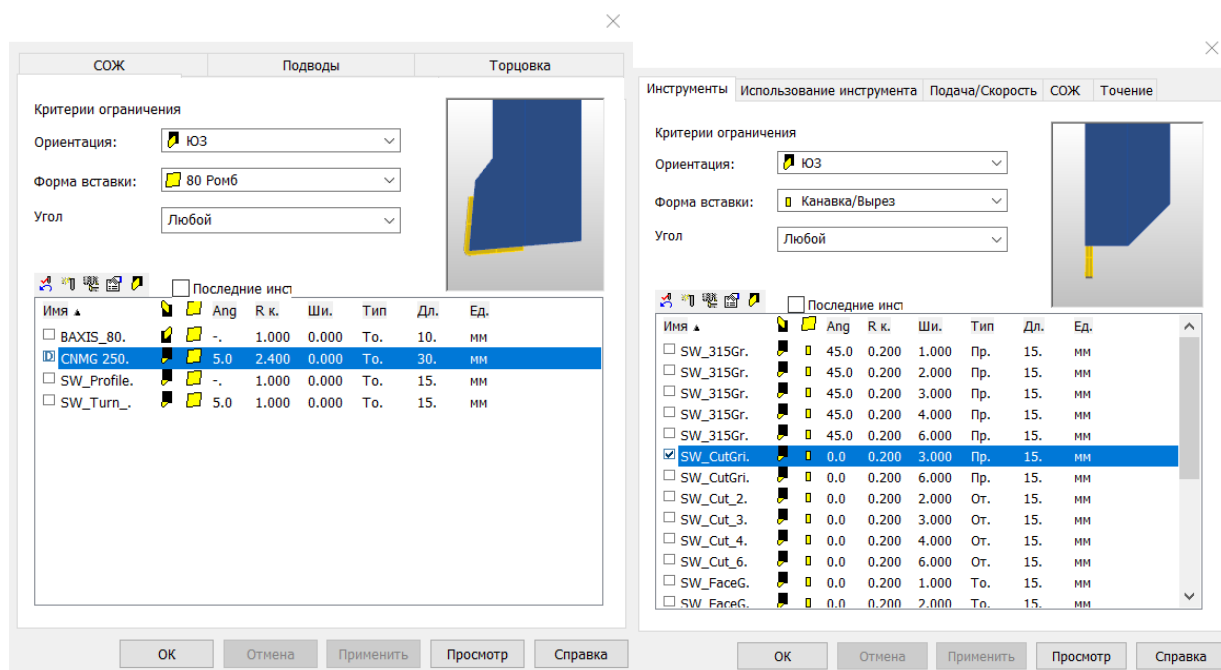 СОЖ Подводы Торцовка
Критерии ограничения
Ориентация: ЮЗ
Форма вставки: 80 Ромб
Угол Любой
Последние инст
Имя Ang R к. Ши. Тип Дл. Ед.
BAXIS_80. -. 1.000 0.000 То. 10. мм
CNMG 250. 5.0 2.400 0.000 То. 30. мм
SW_Profile. -. 1.000 0.000 То. 15. мм
SW_Turn_. 5.0 1.000 0.000 То. 15. мм
ОК Отмена Применить Просмотр Справка
Инструменты Использование инструмента Подача/Скорость СОЖ Точение
Критерии ограничения
Ориентация: ЮЗ
Форма вставки: Канавка/Вырез
Угол Любой
Последние инст
Имя Ang R к. Ши. Тип Дл. Ед.
SW_315Gr. 45.0 0.200 1.000 Пр. 15. мм
SW_315Gr. 45.0 0.200 2.000 Пр. 15. мм
SW_315Gr. 45.0 0.200 3.000 Пр. 15. мм
SW_315Gr. 45.0 0.200 4.000 Пр. 15. мм
SW_315Gr. 45.0 0.200 6.000 Пр. 15. мм
SW_CutGri. 0.0 0.200 3.000 Пр. 15. мм
SW_CutGri. 0.0 0.200 6.000 Пр. 15. мм
SW_Cut_2. 0.0 0.200 2.000 От. 15. мм
SW_Cut_3. 0.0 0.200 3.000 От. 15. мм
SW_Cut_4. 0.0 0.200 4.000 От. 15. мм
SW_Cut_6. 0.0 0.200 6.000 От. 15. мм
SW_FaceG. 0.0 0.200 1.000 То. 15. мм
SW_FaceG. 0.0 0.200 2.000 То. 15. мм
ОК Отмена Применить Просмотр Справка